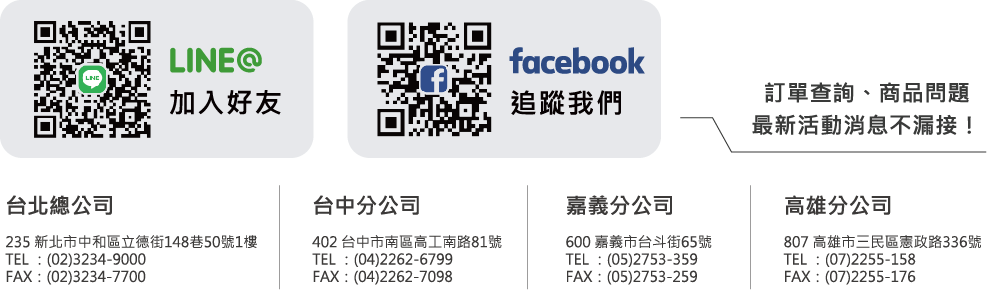 LINE
LINE@
加入好友
facebook
追蹤我們
訂單查詢、商品問題
最新活動消息不漏接！
台北總公司
235 新北市中和區立德街148巷50號1樓
TEL : (02)3234-9000
FAX : (02)3234-7700
台中分公司
402 台中市南區高工南路81號
TEL : (04)2262-6799
FAX : (04)2262-7098
嘉義分公司
600 嘉義市台斗街65號
TEL : (05)2753-359
FAX : (05)2753-259
高雄分公司
807 高雄市三民區憲政路336號
TEL : (07)2255-158
FAX : (07)2255-176